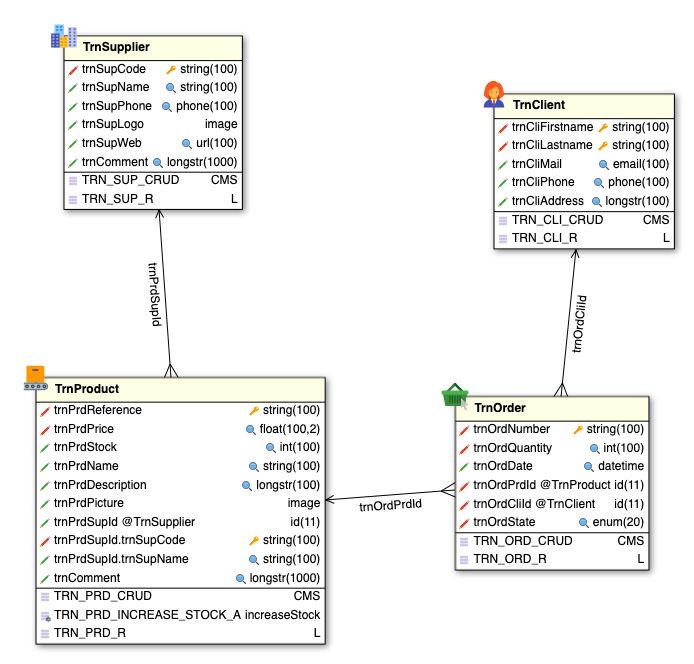 TrnSupplier
trnSupCode string(100)
trnSupName string(100)
trnSupPhone phone(100)
trnSupLogo image
trnSupWeb url(100)
trnComment longstr(1000)
TRN_SUP_CRUD CMS
TRN_SUP_R L
TrnClient
trnCliFirstname string(100)
trnCliLastname string(100)
trnCliMail email(100)
trnCliPhone phone(100)
trnCliAddress longstr(100)
TRN_CLI_CRUD CMS
TRN_CLI_R L
trnPrdSupId
trnOrdCliId
TrnProduct
trnPrdReference string(100)
trnPrdPrice float(100,2)
trnPrdStock int(100)
trnPrdName string(100)
trnPrdDescription longstr(100)
trnPrdPicture image
trnPrdSupId @TrnSupplier id(11)
trnPrdSupId.trnSupCode string(100)
trnPrdSupId.trnSupName string(100)
trnComment longstr(1000)
TRN_PRD_CRUD CMS
TRN_PRD_INCREASE_STOCK_A increaseStock
TRN_PRD_R L
trnOrdPrdId
TrnOrder
trnOrdNumber string(100)
trnOrdQuantity int(100)
trnOrdDate datetime
trnOrdPrdId @TrnProduct id(11)
trnOrdCliId @TrnClient id(11)
trnOrdState enum(20)
TRN_ORD_CRUD CMS
TRN_ORD_R L